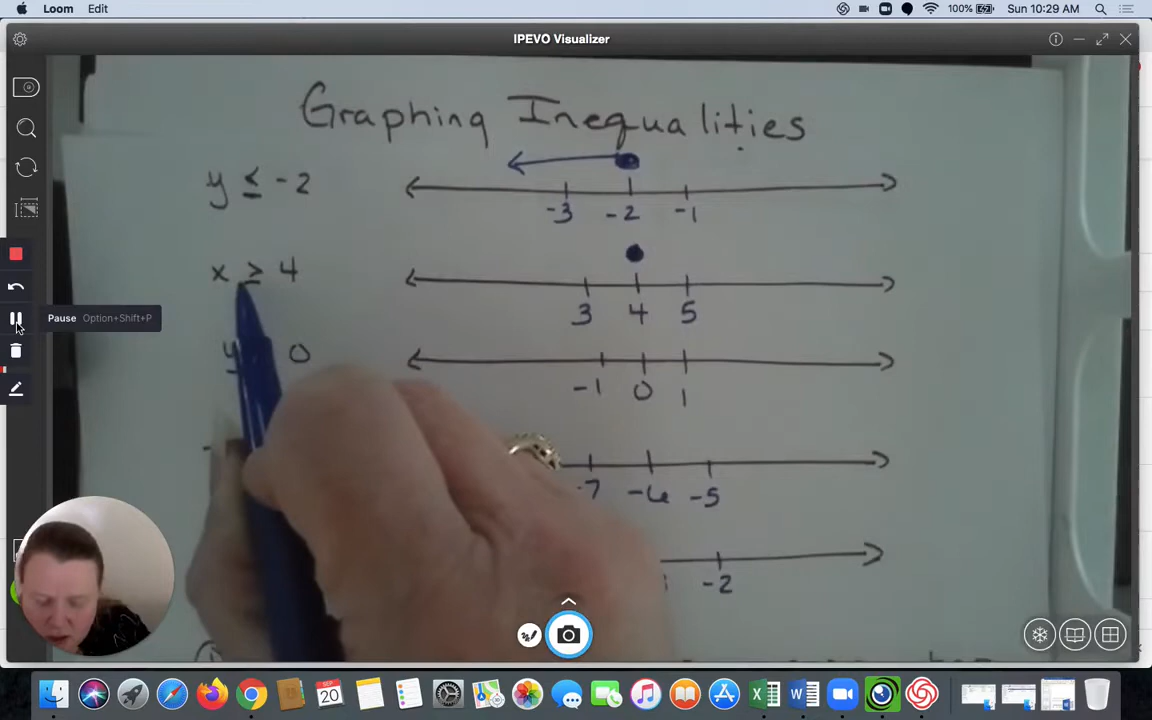 Loom Edit 100% Sun 10:29 AM
IPEVO Visualizer
Graphing Inequalities
y ≤ -2
-3 -2 -1
x ≥ 4
3 4 5
Pause Option+Shift+P
y 0
-1 0 1
-7 -6 -5
-2
SEP 20